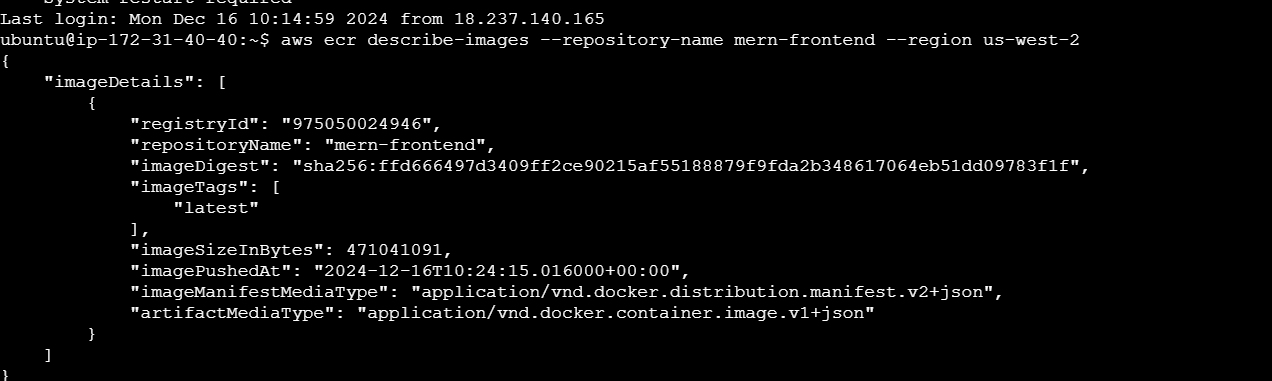 System restart required
Last login: Mon Dec 16 10:14:59 2024 from 18.237.140.165
ubuntu@ip-172-31-40-40:~$ aws ecr describe-images --repository-name mern-frontend --region us-west-2
{
    "imageDetails": [
        {
            "registryId": "975050024946",
            "repositoryName": "mern-frontend",
            "imageDigest": "sha256:ffd666497d3409ff2ce90215af55188879f9fda2b348617064eb51dd09783f1f",
            "imageTags": [
                "latest"
            ],
            "imageSizeInBytes": 471041091,
            "imagePushedAt": "2024-12-16T10:24:15.016000+00:00",
            "imageManifestMediaType": "application/vnd.docker.distribution.manifest.v2+json",
            "artifactMediaType": "application/vnd.docker.container.image.v1+json"
        }
    ]
}